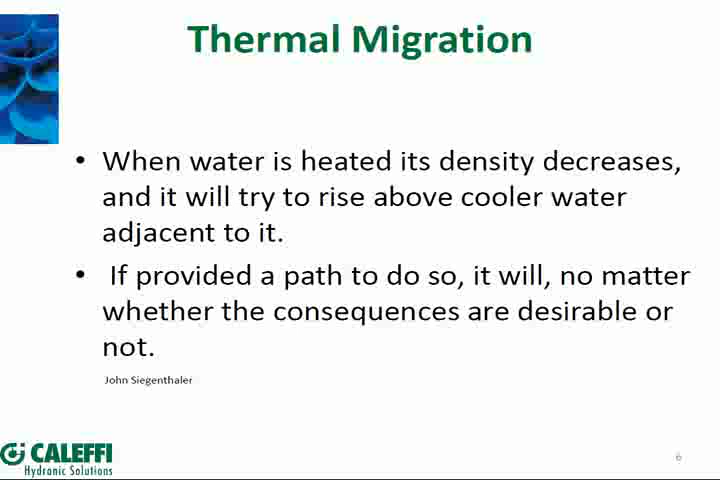 Thermal Migration
• When water is heated its density decreases,
and it will try to rise above cooler water
adjacent to it.
• If provided a path to do so, it will, no matter
whether the consequences are desirable or
not.
John Siegenthaler
CALEFFI
Hydronic Solutions
6